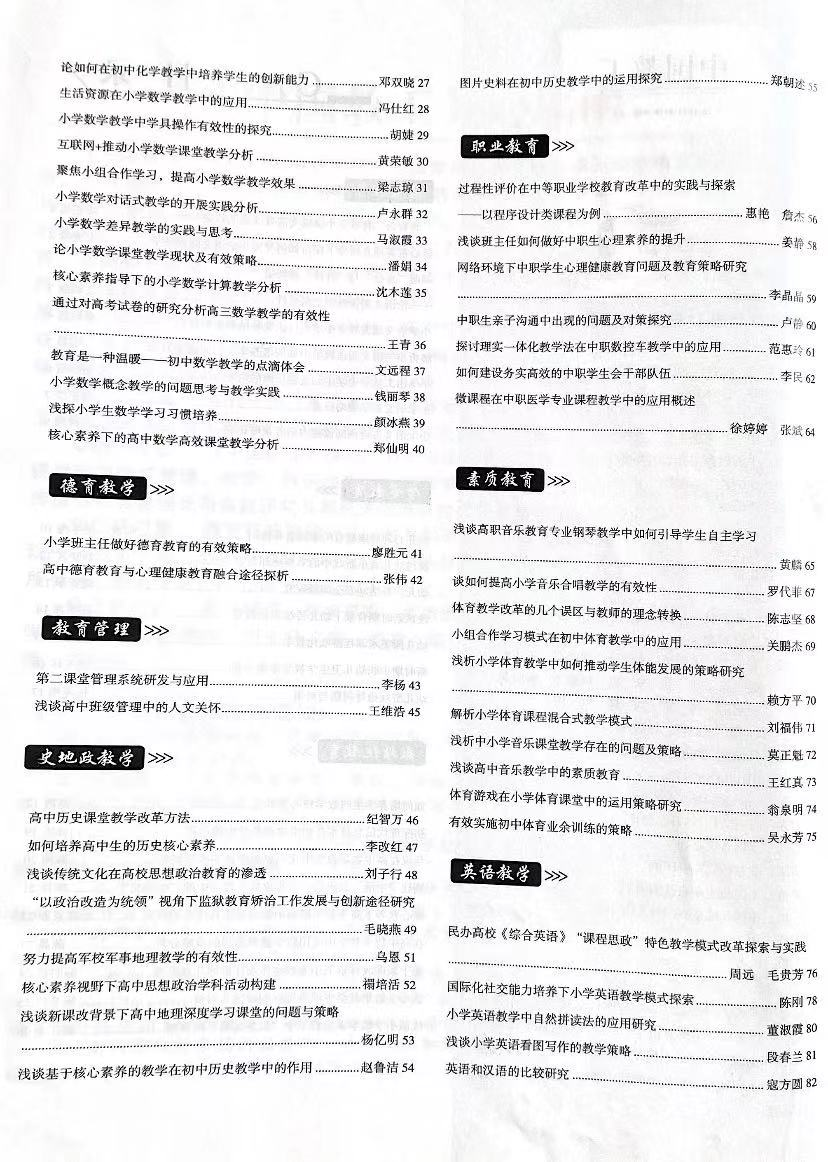 论如何在初中化学教学中培养学生的创新能力 ................邓双晓 27
生活资源在小学数学教学中的应用................冯仕红 28
小学数学教学中学具操作有效性的探究................胡婕 29
互联网+推动小学数学课堂教学分析................黄荣敏 30
聚焦小组合作学习，提高小学数学教学效果................梁志琼 31
小学数学对话式教学的开展实践分析................卢永群 32
小学数学差异教学的实践与思考................马淑霞 33
论小学数学课堂教学现状及有效策略................潘娟 34
核心素养指导下的小学数学计算教学分析................沈木莲 35
通过对高考试卷的研究分析高三数学教学的有效性
................王青 36
教育是一种温暖——初中数学教学的点滴体会................文远程 37
小学数学概念教学的问题思考与教学实践................钱丽琴 38
浅探小学生数学学习习惯培养................颜冰燕 39
核心素养下的高中数学高效课堂教学分析................郑仙明 40
德育教学 >>>
小学班主任做好德育教育的有效策略................廖胜元 41
高中德育教育与心理健康教育融合途径探析................张伟 42
教育管理 >>>
第二课堂管理系统研发与应用................李杨 43
浅谈高中班级管理中的人文关怀................王维浩 45
史地政教学 >>>
高中历史课堂教学改革方法................纪智万 46
如何培养高中生的历史核心素养................李改红 47
浅谈传统文化在高校思想政治教育的渗透................刘子行 48
“以政治改造为统领”视角下监狱教育矫治工作发展与创新途径研究
................毛晓燕 49
努力提高军校军事地理教学的有效性................乌恩 51
核心素养视野下高中思想政治学科活动构建................禤培活 52
浅谈新课改背景下高中地理深度学习课堂的问题与策略
................杨亿明 53
浅谈基于核心素养的教学在初中历史教学中的作用................赵鲁洁 54
图片史料在初中历史教学中的运用探究................郑朝述 55
职业教育 >>>
过程性评价在中等职业学校教育改革中的实践与探索
——以程序设计类课程为例................惠艳 詹杰 56
浅谈班主任如何做好中职生心理素养的提升................姜静 58
网络环境下中职学生心理健康教育问题及教育策略研究
................李晶晶 59
中职生亲子沟通中出现的问题及对策探究................卢静 60
探讨理实一体化教学法在中职数控车教学中的应用................范惠玲 61
如何建设务实高效的中职学生会干部队伍................李民 62
微课程在中职医学专业课程教学中的应用概述
................徐婷婷 张斌 64
素质教育 >>>
浅谈高职音乐教育专业钢琴教学中如何引导学生自主学习
................黄麟 65
谈如何提高小学音乐合唱教学的有效性................罗代菲 67
体育教学改革的几个误区与教师的理念转换................陈志坚 68
小组合作学习模式在初中体育教学中的应用................关鹏杰 69
浅析小学体育教学中如何推动学生体能发展的策略研究
................赖方平 70
解析小学体育课程混合式教学模式................刘福伟 71
浅析中小学音乐课堂教学存在的问题及策略................莫正魁 72
浅谈高中音乐教学中的素质教育................王红真 73
体育游戏在小学体育课堂中的运用策略研究................翁泉明 74
有效实施初中体育业余训练的策略................吴永芳 75
英语教学 >>>
民办高校《综合英语》“课程思政”特色教学模式改革探索与实践
................周远 毛贵芳 76
国际化社交能力培养下小学英语教学模式探索................陈刚 78
小学英语教学中自然拼读法的应用研究................董淑霞 80
浅谈小学英语看图写作的教学策略................段春兰 81
英语和汉语的比较研究................寇方圆 82